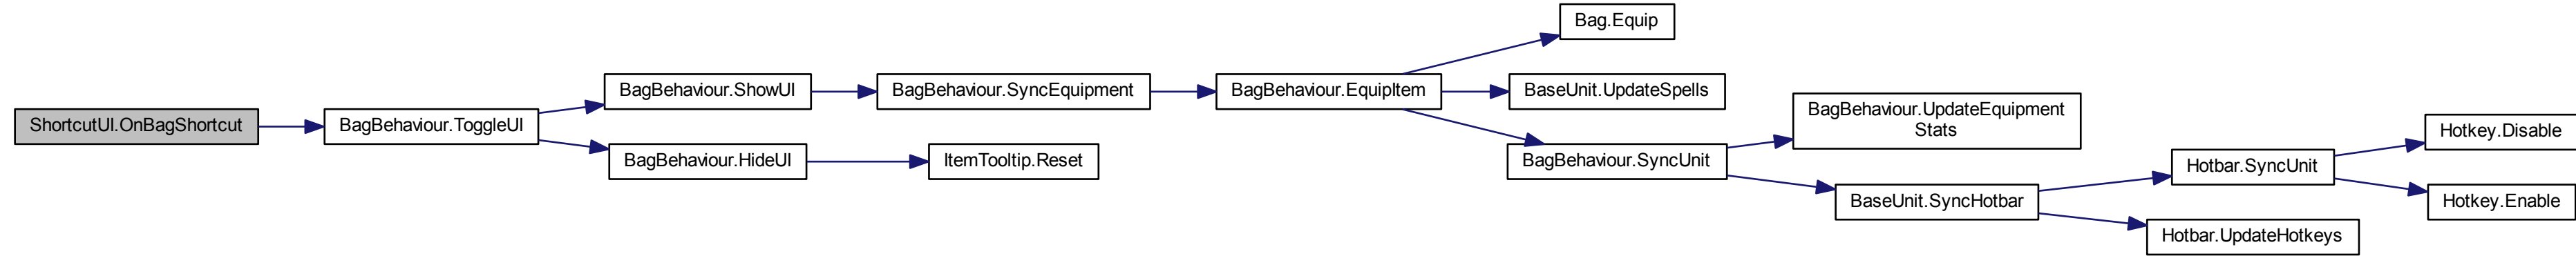 ShortcutUI.OnBagShortcut
BagBehaviour.ToggleUI
BagBehaviour.ShowUI
BagBehaviour.HideUI
BagBehaviour.SyncEquipment
ItemTooltip.Reset
BagBehaviour.EquipItem
Bag.Equip
BaseUnit.UpdateSpells
BagBehaviour.SyncUnit
BagBehaviour.UpdateEquipment
Stats
BaseUnit.SyncHotbar
Hotbar.SyncUnit
Hotbar.UpdateHotkeys
Hotkey.Disable
Hotkey.Enable